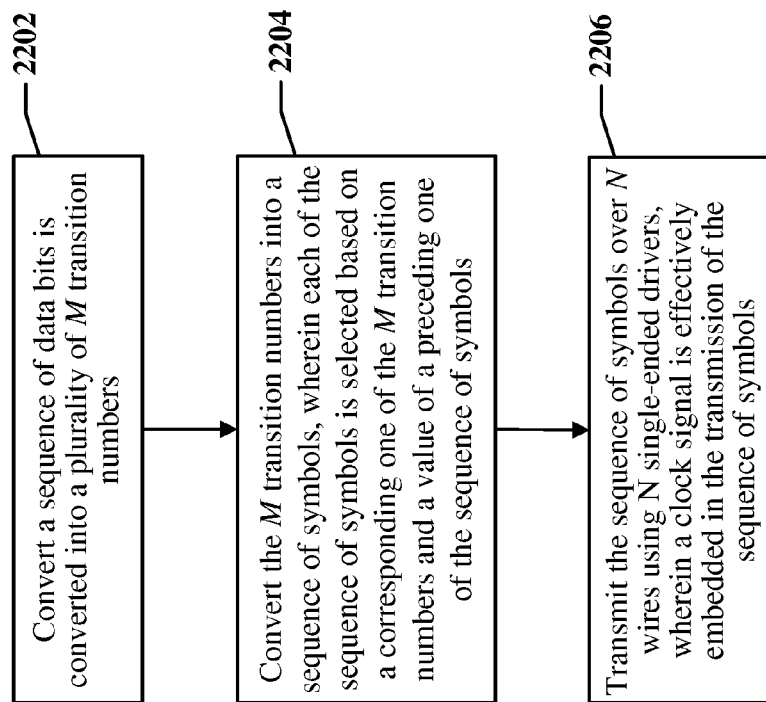 2202
Convert a sequence of data bits is
converted into a plurality of M transition
numbers
2204
Convert the M transition numbers into a
sequence of symbols, wherein each of the
sequence of symbols is selected based on
a corresponding one of the M transition
numbers and a value of a preceding one
of the sequence of symbols
2206
Transmit the sequence of symbols over N
wires using N single-ended drivers,
wherein a clock signal is effectively
embedded in the transmission of the
sequence of symbols